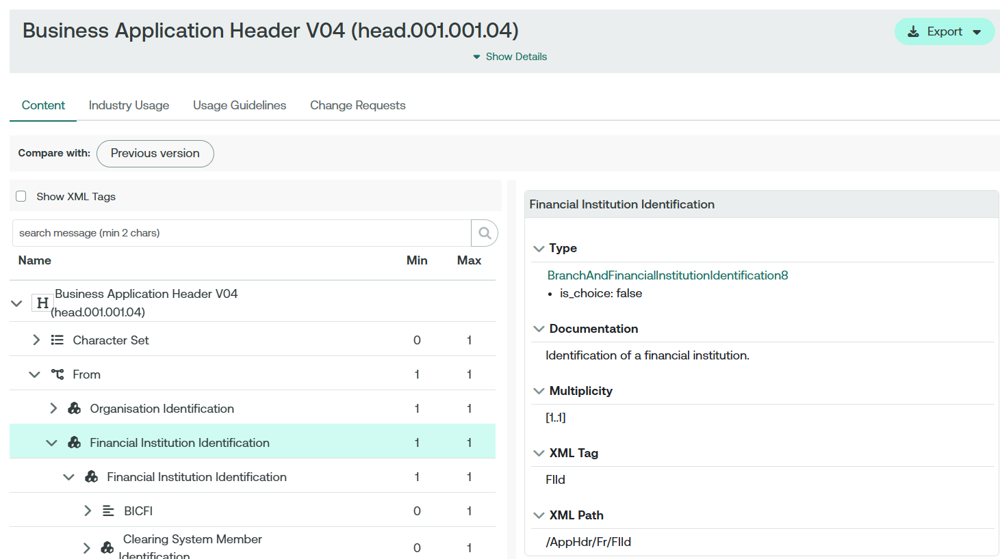 Business Application Header V04 (head.001.001.04)
Export
Show Details
Content Industry Usage Usage Guidelines Change Requests
Compare with: Previous version
Show XML Tags
search message (min 2 chars)
Name Min Max
H Business Application Header V04
(head.001.001.04)
Character Set 0 1
From 1 1
Organisation Identification 1 1
Financial Institution Identification 1 1
Financial Institution Identification 1 1
BICFI 0 1
Clearing System Member
Identification 0 1
Financial Institution Identification
Type
BranchAndFinancialInstitutionIdentification8
• is_choice: false
Documentation
Identification of a financial institution.
Multiplicity
[1..1]
XML Tag
FIId
XML Path
/AppHdr/Fr/FIId